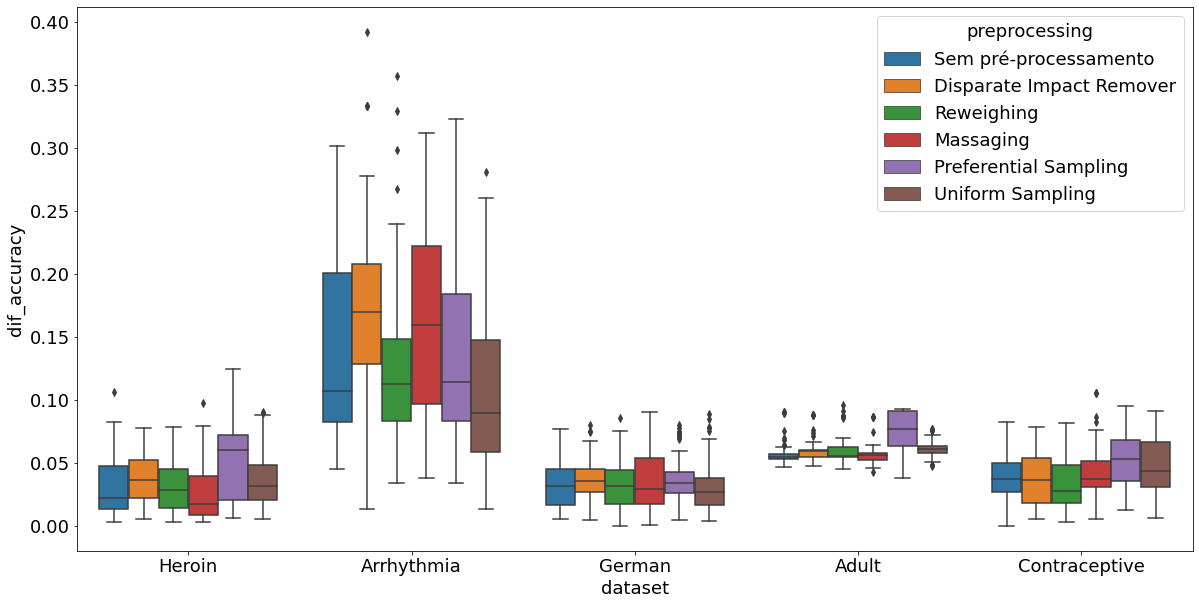 0.40
0.35
0.30
0.25
0.20
0.15
0.10
0.05
0.00
dif_accuracy
preprocessing
Sem pré-processamento
Disparate Impact Remover
Reweighing
Massaging
Preferential Sampling
Uniform Sampling
Heroin Arrhythmia German Adult Contraceptive
dataset